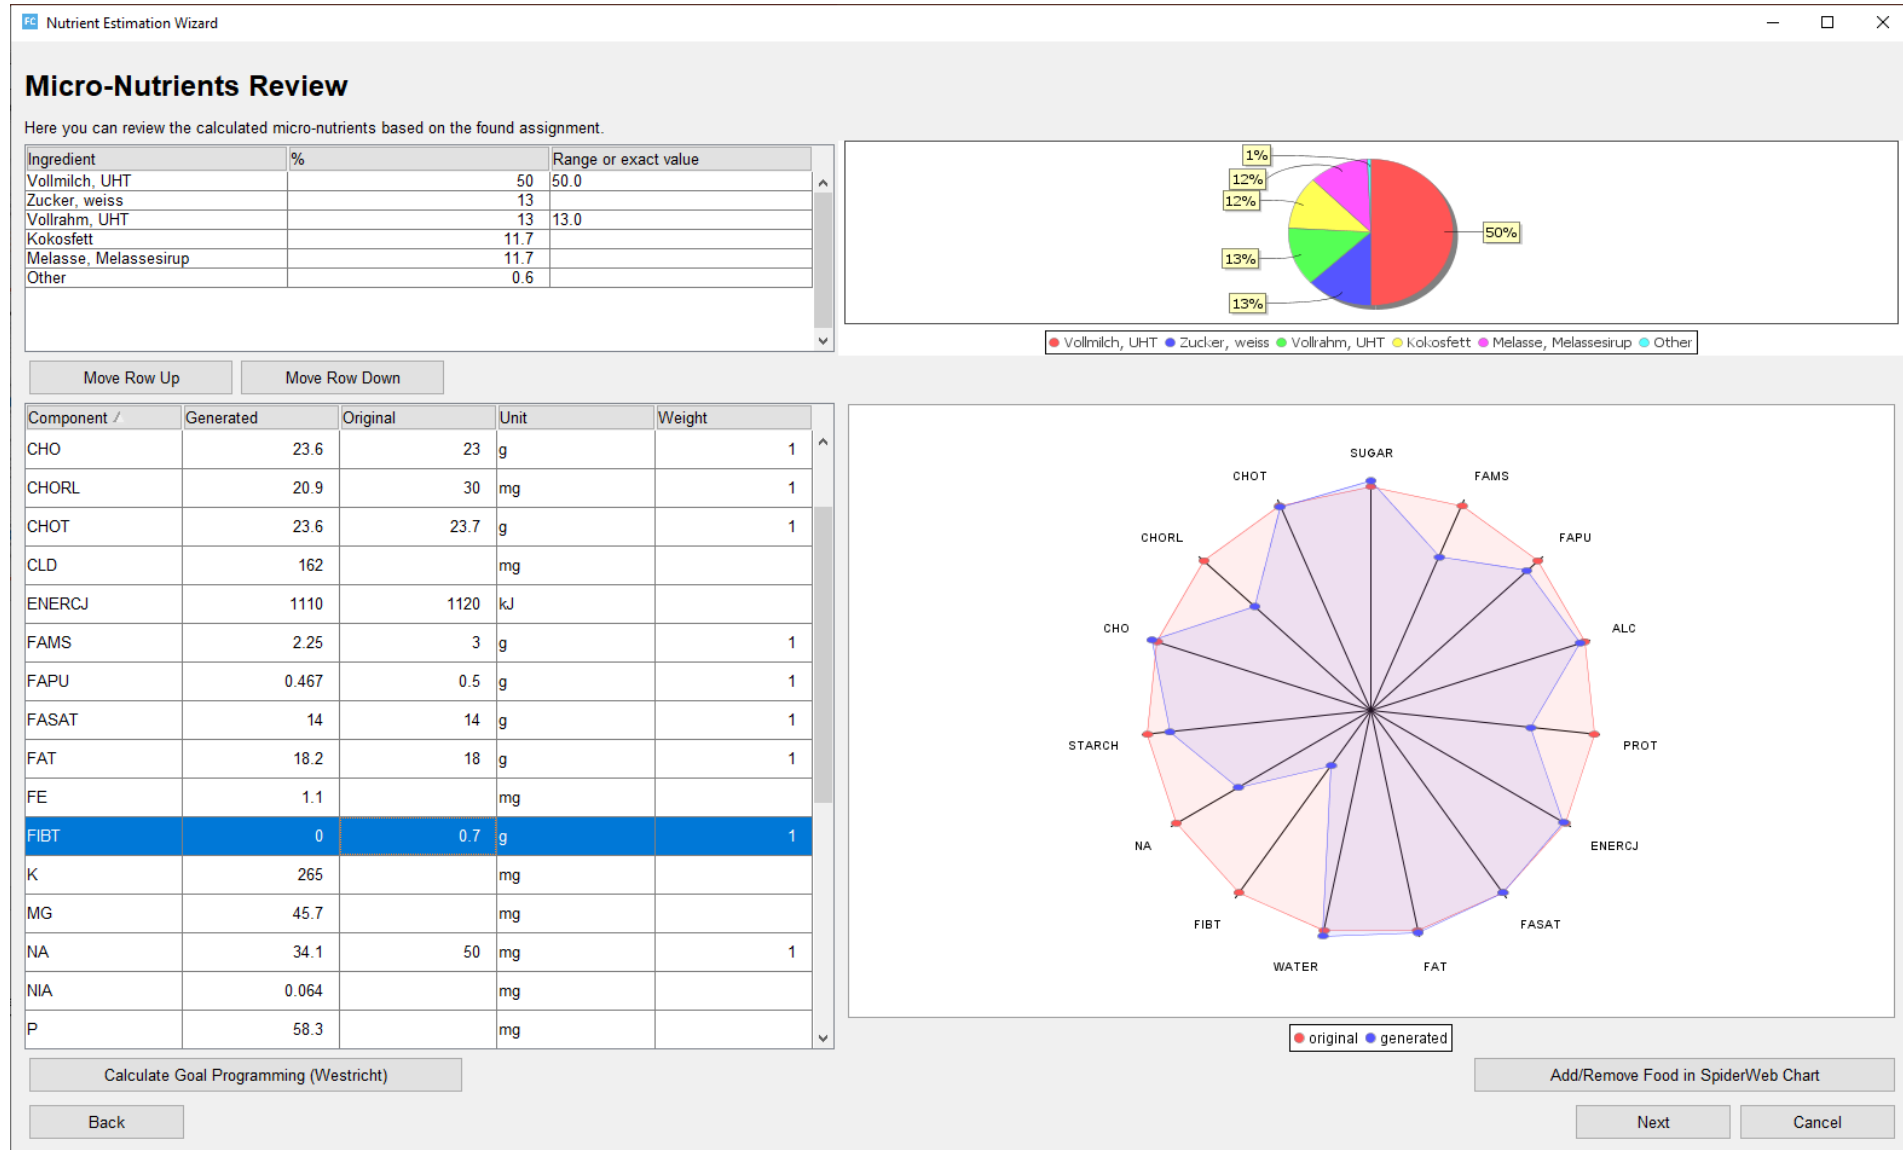 FC Nutrient Estimation Wizard
Micro-Nutrients Review
Here you can review the calculated micro-nutrients based on the found assignment.
Ingredient % Range or exact value
Vollmilch, UHT 50 50.0
Zucker, weiss 13
Vollrahm, UHT 13 13.0
Kokosfett 11.7
Melasse, Melassesirup 11.7
Other 0.6
1%
12%
12%
50%
13%
13%
Vollmilch, UHT Zucker, weiss Vollrahm, UHT Kokosfett Melasse, Melassesirup Other
Move Row Up Move Row Down
Component Generated Original Unit Weight
CHO 23.6 23 g 1
CHORL 20.9 30 mg 1
CHOT 23.6 23.7 g 1
CLD 162 mg
ENERCJ 1110 1120 kJ
FAMS 2.25 3 g 1
FAPU 0.467 0.5 g 1
FASAT 14 14 g 1
FAT 18.2 18 g 1
FE 1.1 mg
FIBT 0 0.7 g 1
K 265 mg
MG 45.7 mg
NA 34.1 50 mg 1
NIA 0.064 mg
P 58.3 mg
SUGAR
CHOT FAMS
CHORL FAPU
CHO ALC
STARCH PROT
NA ENERCJ
FIBT FASAT
WATER FAT
original generated
Calculate Goal Programming (Westricht) Add/Remove Food in SpiderWeb Chart
Back Next Cancel